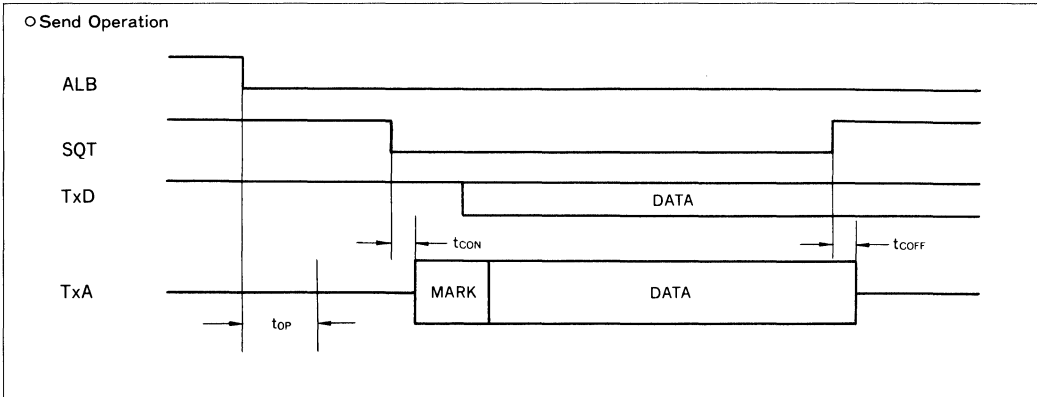 ○ Send Operation
ALB
SQT
TxD
DATA
tCON
tCOFF
TxA
MARK
DATA
tOP